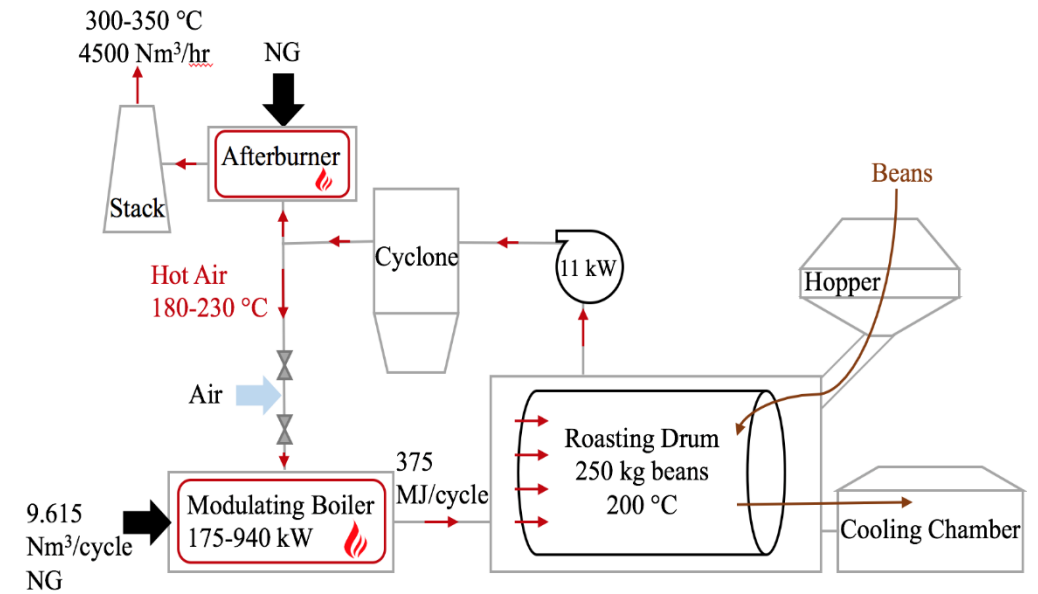 300-350 °C
4500 Nm³/hr
NG
Afterburner
Stack
Beans
Cyclone
11 kW
Hopper
Hot Air
180-230 °C
Air
Roasting Drum
250 kg beans
200 °C
375
MJ/cycle
Modulating Boiler
175-940 kW
9.615
Nm³/cycle
NG
Cooling Chamber